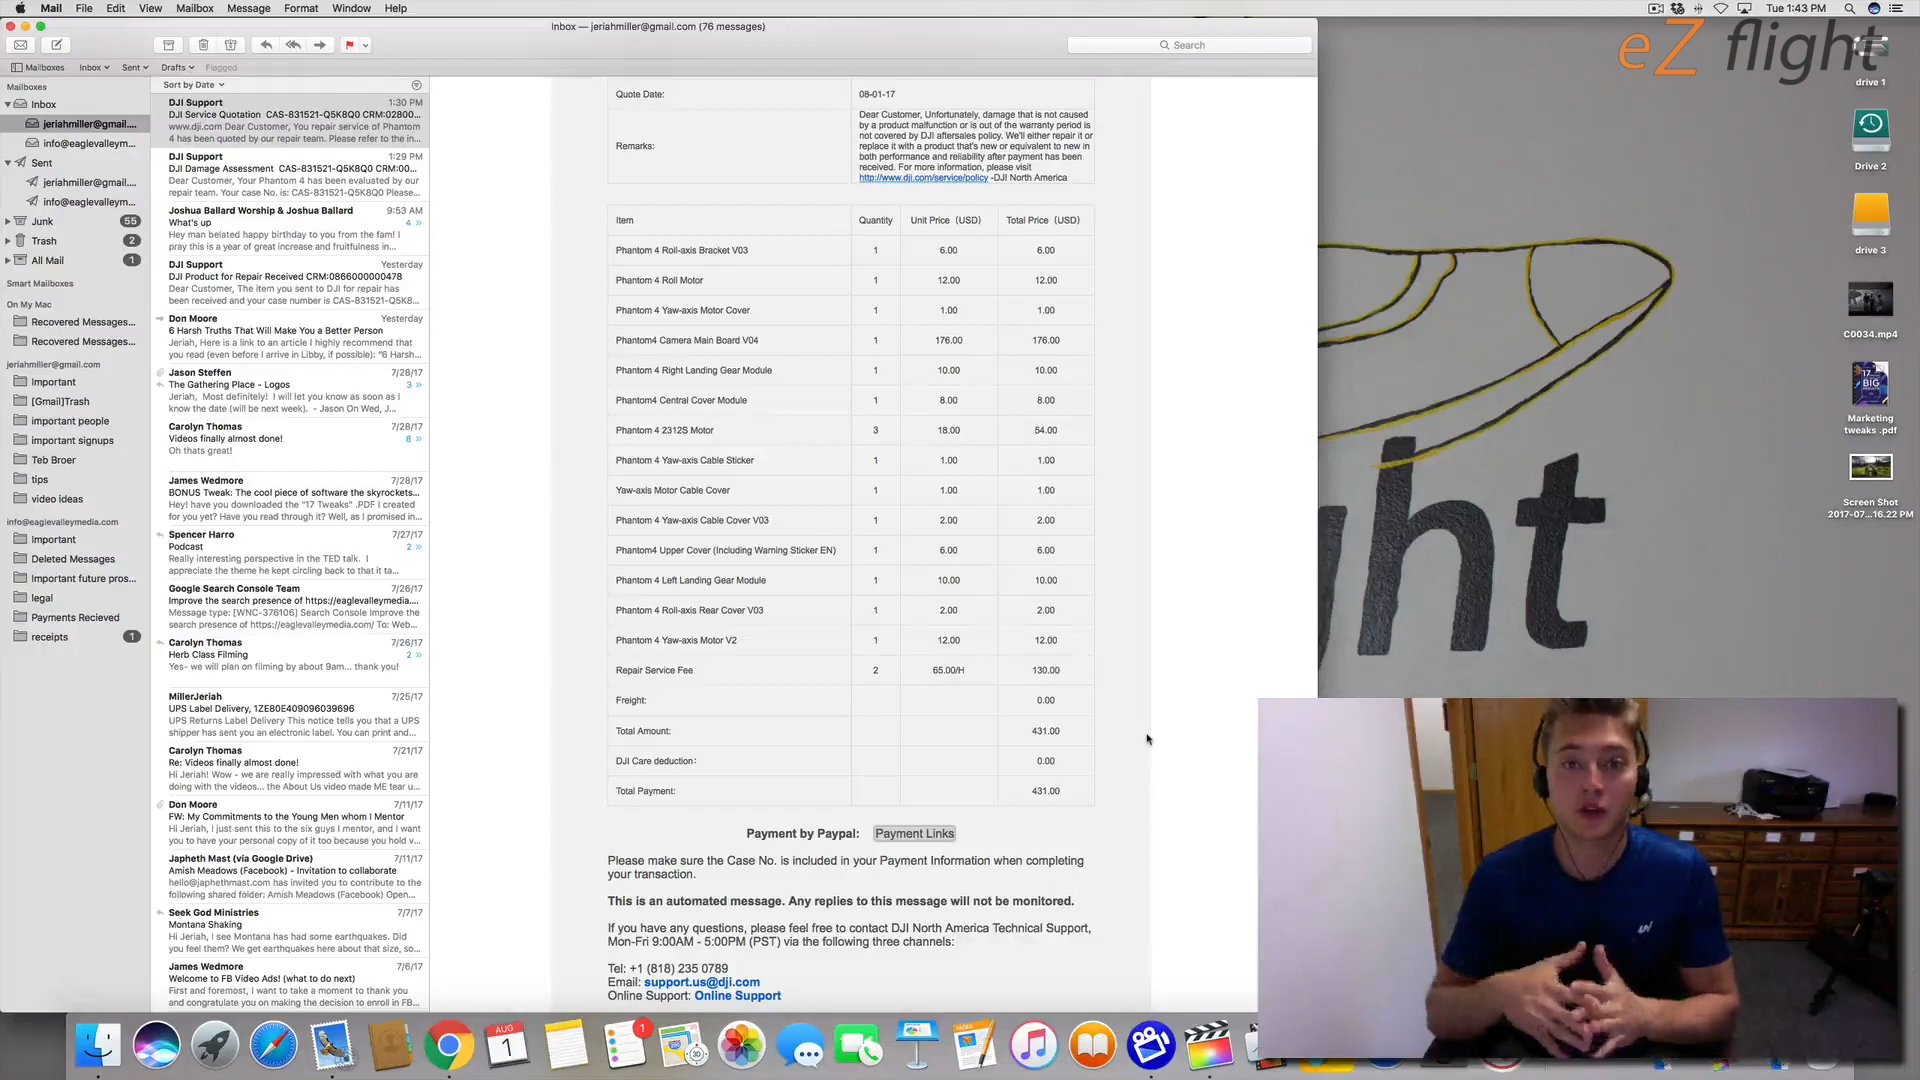 Mail File Edit View Mailbox Message Format Window Help
Tue 1:43 PM
Inbox — jeriahmiller@gmail.com (76 messages)
Search
Mailboxes Inbox Sent Drafts Flagged
eZ flight
Mailboxes
Inbox
jeriahmiller@gmail....
info@eaglevalleym...
Sent
jeriahmiller@gmail....
info@eaglevalleym...
Junk 55
Trash 2
All Mail 1
Smart Mailboxes
On My Mac
Recovered Messages...
Recovered Messages...
jeriahmiller@gmail.com
Important
[Gmail]Trash
important people
important signups
Teb Broer
tips
video ideas
info@eaglevalleymedia.com
Important
Deleted Messages
Important future pros...
legal
Payments Recieved
receipts 1
Sort by Date
DJI Support 1:30 PM
DJI Service Quotation CAS-831521-Q5K8Q0 CRM:02800...
www.dji.com Dear Customer, You repair service of Phantom
4 has been quoted by our repair team. Please refer to the in...
DJI Support 1:29 PM
DJI Damage Assessment CAS-831521-Q5K8Q0 CRM:00...
Dear Customer, Your Phantom 4 has been evaluated by our
repair team. Your case No. is: CAS-831521-Q5K8Q0 Please...
Joshua Ballard Worship & Joshua Ballard 9:53 AM
What's up 4 »
Hey man belated happy birthday to you from the fam! I
pray this is a year of great increase and fruitfulness in...
DJI Support Yesterday
DJI Product for Repair Received CRM:0866000000478
Dear Customer, The item you sent to DJI for repair has
been received and your case number is CAS-831521-Q5K8...
Don Moore Yesterday
6 Harsh Truths That Will Make You a Better Person
Jeriah, Here is a link to an article I highly recommend that
you read (even before I arrive in Libby, if possible): "6 Harsh...
Jason Steffen 7/28/17
The Gathering Place - Logos 3 »
Jeriah, Most definitely! I will let you know as soon as I
know the date (will be next week). - Jason On Wed, J...
Carolyn Thomas 7/28/17
Videos finally almost done! 8 »
Oh thats great!
James Wedmore 7/28/17
BONUS Tweak: The cool piece of software the skyrockets...
Hey! have you downloaded the "17 Tweaks" .PDF I created
for you yet? Have you read through it? Well, as I promised in...
Spencer Harro 7/27/17
Podcast 2 »
Really interesting perspective in the TED talk. I
appreciate the theme he kept circling back to that it ta...
Google Search Console Team 7/26/17
Improve the search presence of https://eaglevalleymedia....
Message type: [WNC-376106] Search Console Improve the
search presence of https://eaglevalleymedia.com/ To: Web...
Carolyn Thomas 7/26/17
Herb Class Filming 2 »
Yes- we will plan on filming by about 9am... thank you!
MillerJeriah 7/25/17
UPS Label Delivery, 1ZE80E409096039696
UPS Returns Label Delivery This notice tells you that a UPS
shipper has sent you an electronic label. You can print and...
Carolyn Thomas 7/21/17
Re: Videos finally almost done!
Hi Jeriah! Wow - we are really impressed with what you are
doing with the videos... the About Us video made ME tear u...
Don Moore 7/11/17
FW: My Commitments to the Young Men whom I Mentor
Hi Jeriah, I just sent this to the six guys I mentor, and I want
you to have your personal copy of it too because you hold v...
Japheth Mast (via Google Drive) 7/11/17
Amish Meadows (Facebook) - Invitation to collaborate
hello@japhethmast.com has invited you to contribute to the
following shared folder: Amish Meadows (Facebook) Open...
Seek God Ministries 7/7/17
Montana Shaking
Hi Jeriah, I see Montana has had some earthquakes. Did
you feel them? We get earthquakes here about that size, so...
James Wedmore 7/6/17
Welcome to FB Video Ads! (what to do next)
First and foremost, I want to take a moment to thank you
and congratulate you on making the decision to enroll in FB...
Quote Date: 08-01-17
Remarks:
Dear Customer, Unfortunately, damage that is not caused
by a product malfunction or is out of the warranty period is
not covered by DJI aftersales policy. We'll either repair it or
replace it with a product that's new or equivalent to new in
both performance and reliability after payment has been
received. For more information, please visit
http://www.dji.com/service/policy -DJI North America
Item Quantity Unit Price (USD) Total Price (USD)
Phantom 4 Roll-axis Bracket V03 1 6.00 6.00
Phantom 4 Roll Motor 1 12.00 12.00
Phantom 4 Yaw-axis Motor Cover 1 1.00 1.00
Phantom4 Camera Main Board V04 1 176.00 176.00
Phantom 4 Right Landing Gear Module 1 10.00 10.00
Phantom4 Central Cover Module 1 8.00 8.00
Phantom 4 2312S Motor 3 18.00 54.00
Phantom 4 Yaw-axis Cable Sticker 1 1.00 1.00
Yaw-axis Motor Cable Cover 1 1.00 1.00
Phantom 4 Yaw-axis Cable Cover V03 1 2.00 2.00
Phantom4 Upper Cover (Including Warning Sticker EN) 1 6.00 6.00
Phantom 4 Left Landing Gear Module 1 10.00 10.00
Phantom 4 Roll-axis Rear Cover V03 1 2.00 2.00
Phantom 4 Yaw-axis Motor V2 1 12.00 12.00
Repair Service Fee 2 65.00/H 130.00
Freight: 0.00
Total Amount: 431.00
DJI Care deduction: 0.00
Total Payment: 431.00
Payment by Paypal: Payment Links
Please make sure the Case No. is included in your Payment Information when completing
your transaction.
This is an automated message. Any replies to this message will not be monitored.
If you have any questions, please feel free to contact DJI North America Technical Support,
Mon-Fri 9:00AM - 5:00PM (PST) via the following three channels:
Tel: +1 (818) 235 0789
Email: support.us@dji.com
Online Support: Online Support
drive 1
Drive 2
drive 3
C0034.mp4
17
BIG
Marketing
tweaks .pdf
Screen Shot
2017-07...16.22 PM
ght
AUG
1
1
PAGES